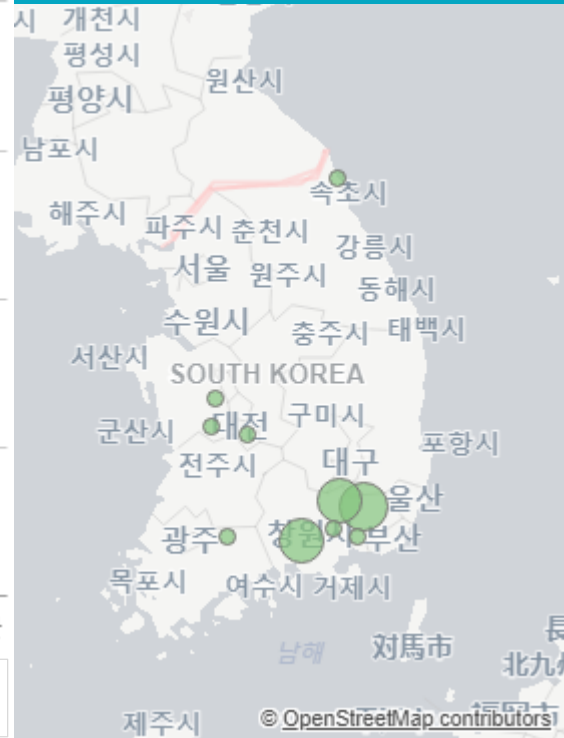 시
개천시
평성시
원산시
평양시
남포시
해주시
속초시
파주시
춘천시
강릉시
서울
원주시
동해시
수원시
충주시
태백시
서산시
SOUTH KOREA
군산시
대전
구미시
포항시
전주시
대구
울산
광주
창원시
부산
목포시
여수시
거제시
남해
対馬市
長
北九州
제주시
© OpenStreetMap contributors